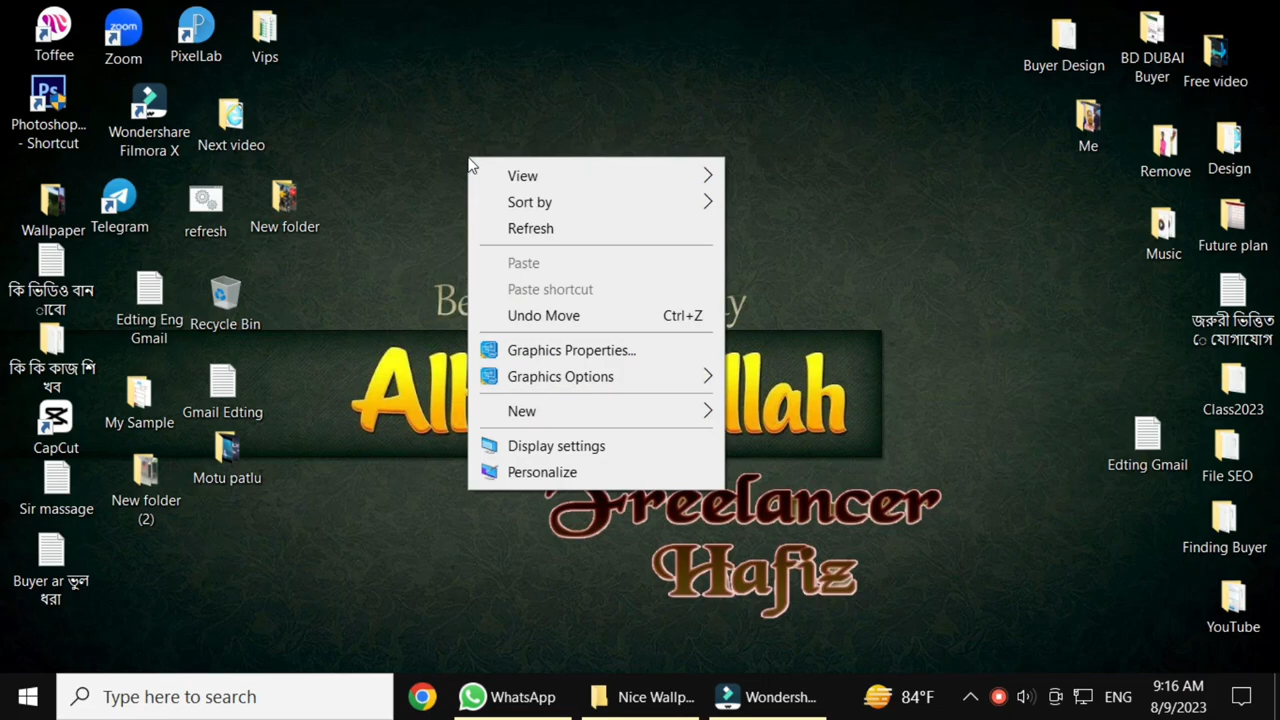 Toffee
Zoom
PixelLab
Vips
Photoshop...
- Shortcut
Wondershare
Filmora X
Next video
Wallpaper
Telegram
refresh
New folder
কি ভিডিও বান
াবো
Edting Eng
Gmail
Recycle Bin
কি কি কাজ শি
খব
My Sample
Gmail Edting
CapCut
Motu patlu
Sir massage
New folder
(2)
Buyer ar ভুল
ধরা
View
Sort by
Refresh
Paste
Paste shortcut
Undo Move Ctrl+Z
Graphics Properties...
Graphics Options
New
Display settings
Personalize
Be
y
Alh
llah
Freelancer
Hafiz
Buyer Design
BD DUBAI
Buyer
Free video
Me
Remove
Design
Music
Future plan
জরুরী ভিত্তিত
ে যোগাযোগ
Class2023
Edting Gmail
File SEO
Finding Buyer
YouTube
Type here to search
WhatsApp
Nice Wallp...
Wondersh...
84°F
ENG
9:16 AM
8/9/2023